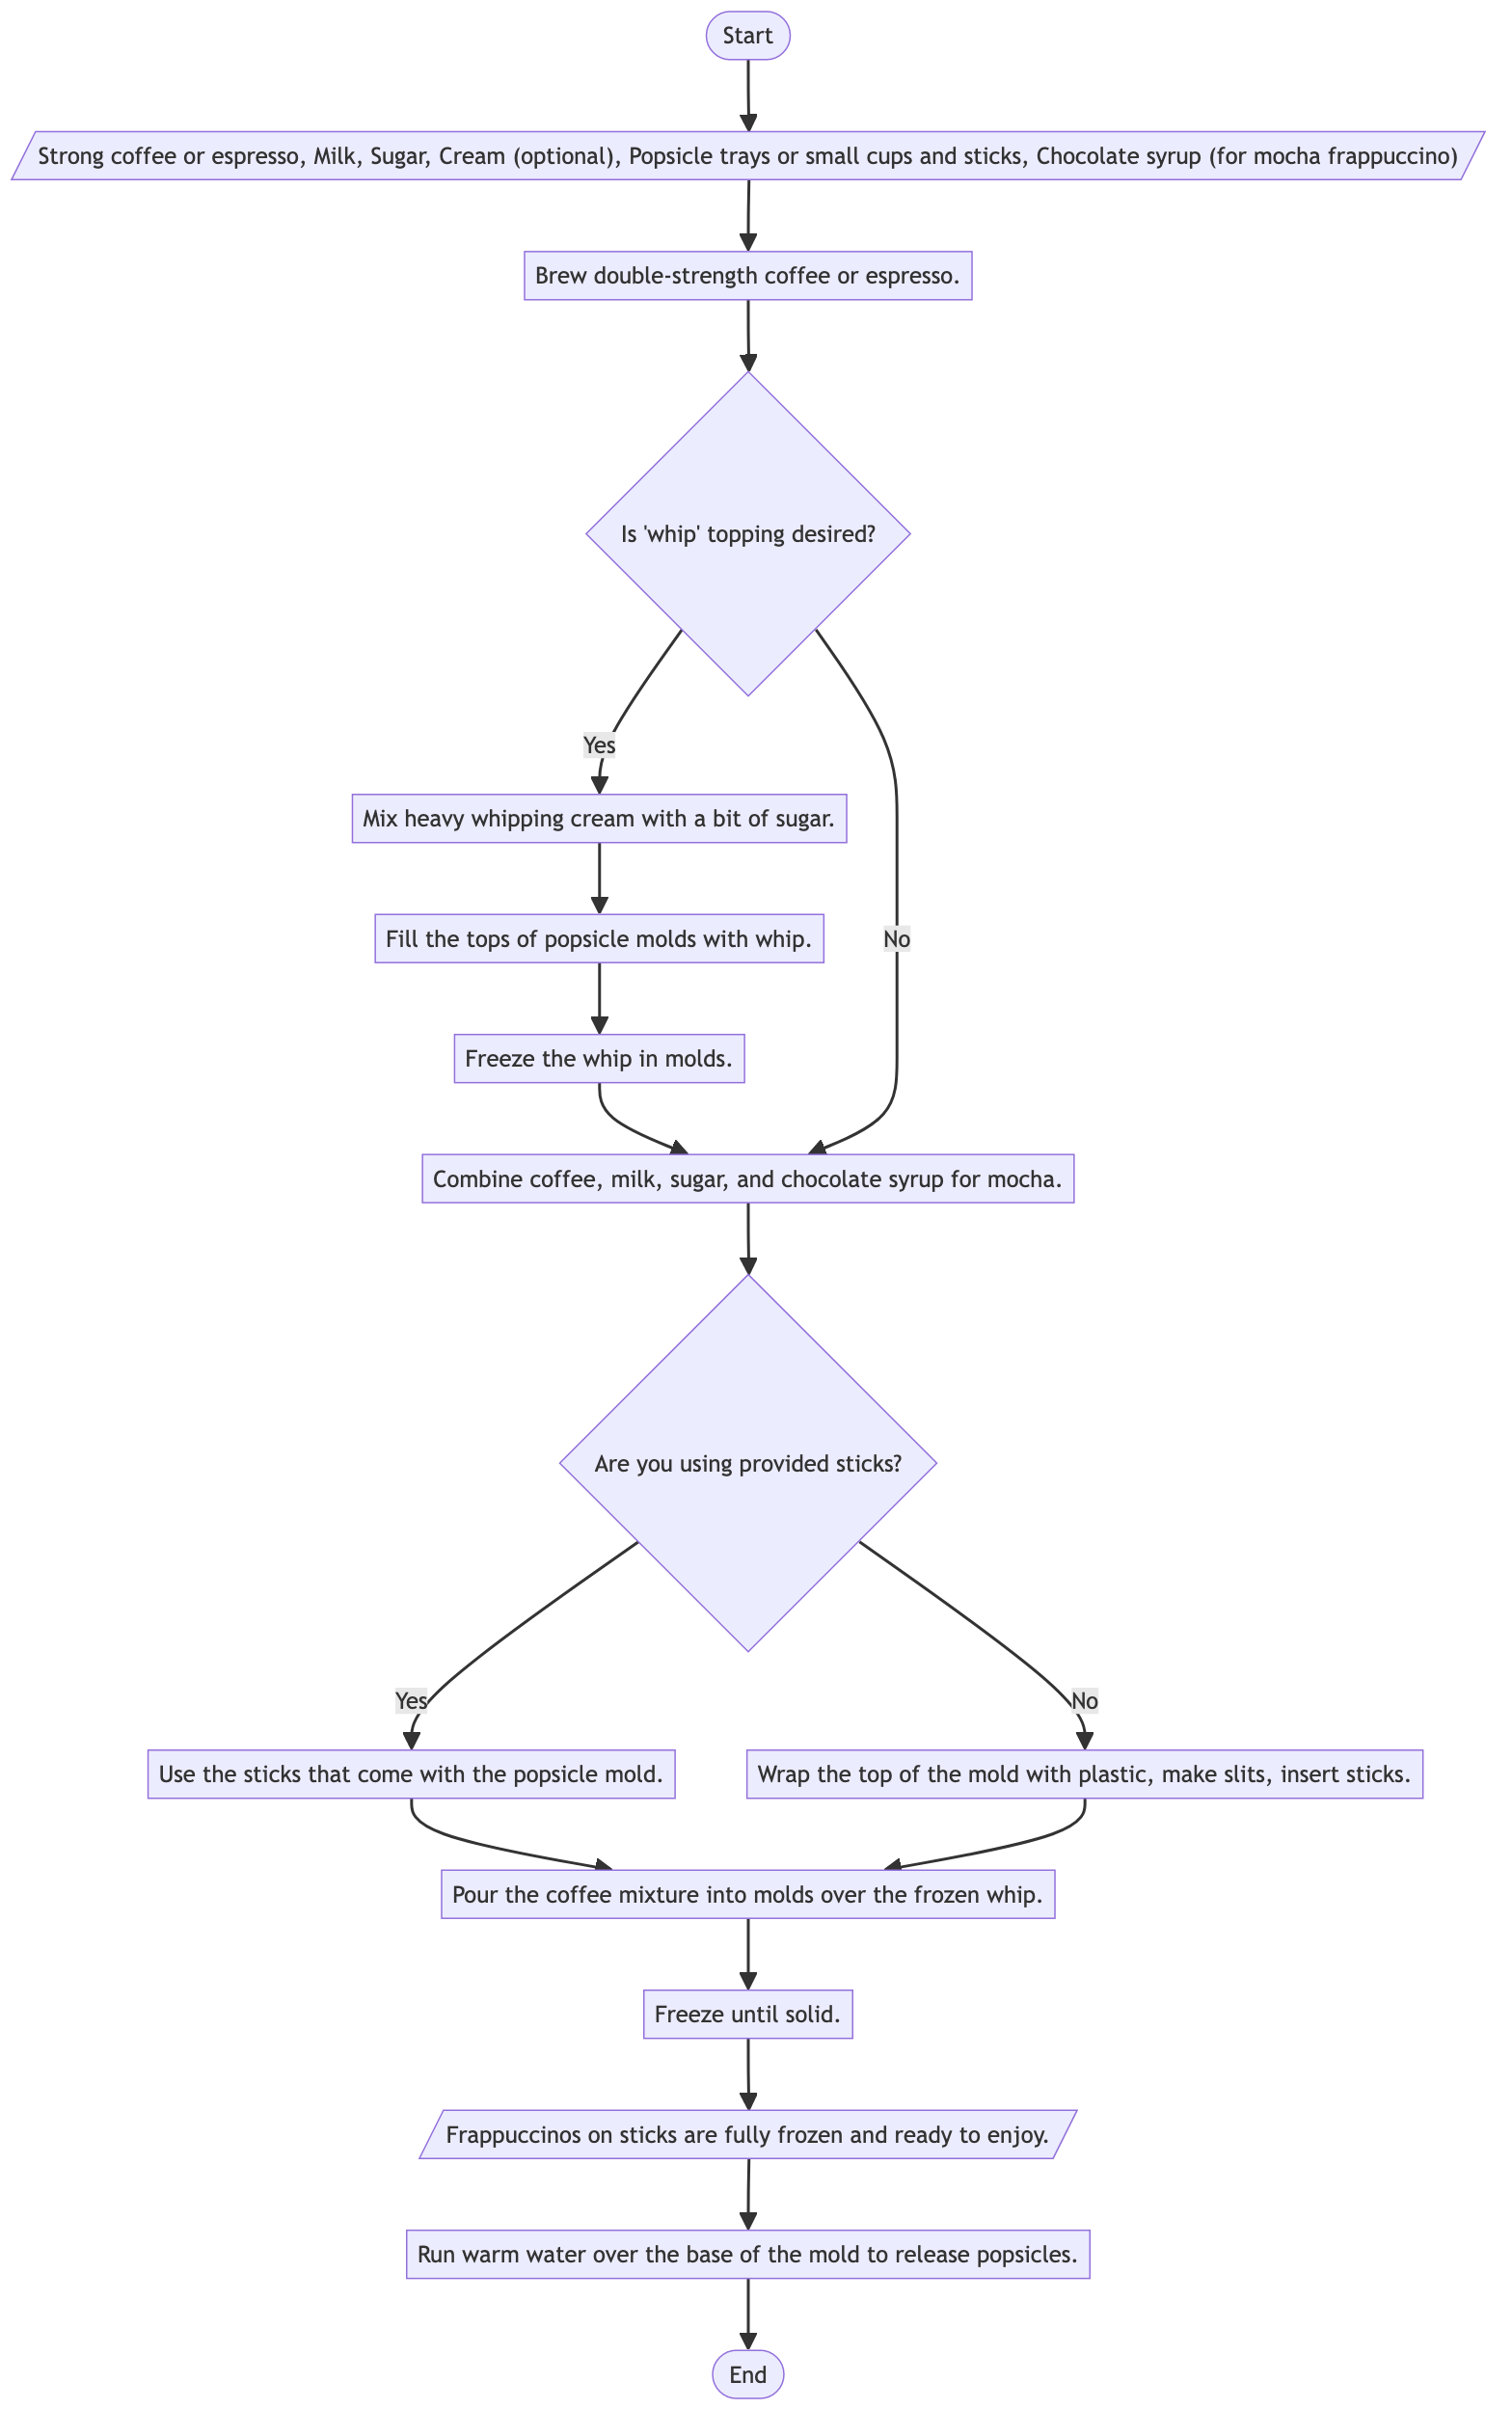 Start
Strong coffee or espresso, Milk, Sugar, Cream (optional), Popsicle trays or small cups and sticks, Chocolate syrup (for mocha frappuccino)
Brew double-strength coffee or espresso.
Is 'whip' topping desired?
Yes
Mix heavy whipping cream with a bit of sugar.
Fill the tops of popsicle molds with whip.
No
Freeze the whip in molds.
Combine coffee, milk, sugar, and chocolate syrup for mocha.
Are you using provided sticks?
Yes
No
Use the sticks that come with the popsicle mold.
Wrap the top of the mold with plastic, make slits, insert sticks.
Pour the coffee mixture into molds over the frozen whip.
Freeze until solid.
Frappuccinos on sticks are fully frozen and ready to enjoy.
Run warm water over the base of the mold to release popsicles.
End